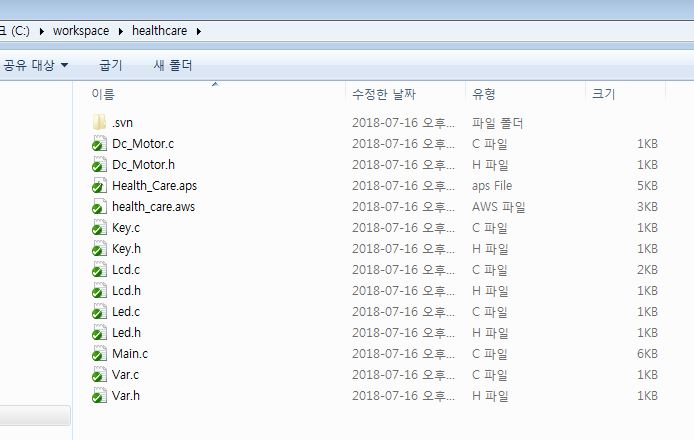 크 (C:) ▸ workspace ▸ healthcare ▸
공유 대상 ▼ 굽기 새 폴더
이름 수정한 날짜 유형 크기
.svn 2018-07-16 오후... 파일 폴더
Dc_Motor.c 2018-07-16 오후... C 파일 1KB
Dc_Motor.h 2018-07-16 오후... H 파일 1KB
Health_Care.aps 2018-07-16 오후... aps File 5KB
health_care.aws 2018-07-16 오후... AWS 파일 3KB
Key.c 2018-07-16 오후... C 파일 1KB
Key.h 2018-07-16 오후... H 파일 1KB
Lcd.c 2018-07-16 오후... C 파일 2KB
Lcd.h 2018-07-16 오후... H 파일 1KB
Led.c 2018-07-16 오후... C 파일 1KB
Led.h 2018-07-16 오후... H 파일 1KB
Main.c 2018-07-16 오후... C 파일 6KB
Var.c 2018-07-16 오후... C 파일 1KB
Var.h 2018-07-16 오후... H 파일 1KB